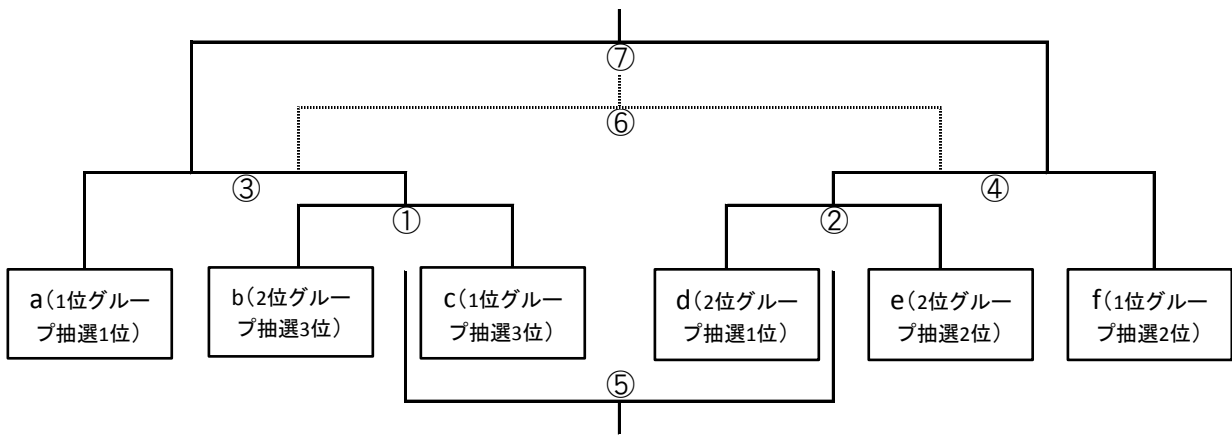 ⑦
⑥
③
④
①
②
a(1位グルー
プ抽選1位)
b(2位グルー
プ抽選3位)
c(1位グルー
プ抽選3位)
d(2位グルー
プ抽選1位)
e(2位グルー
プ抽選2位)
f(1位グルー
プ抽選2位)
⑤